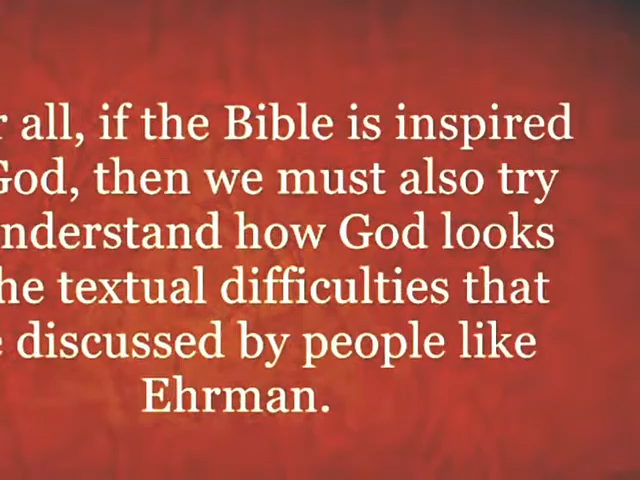 all, if the Bible is inspired
God, then we must also try
nderstand how God looks
he textual difficulties that
discussed by people like
Ehrman.